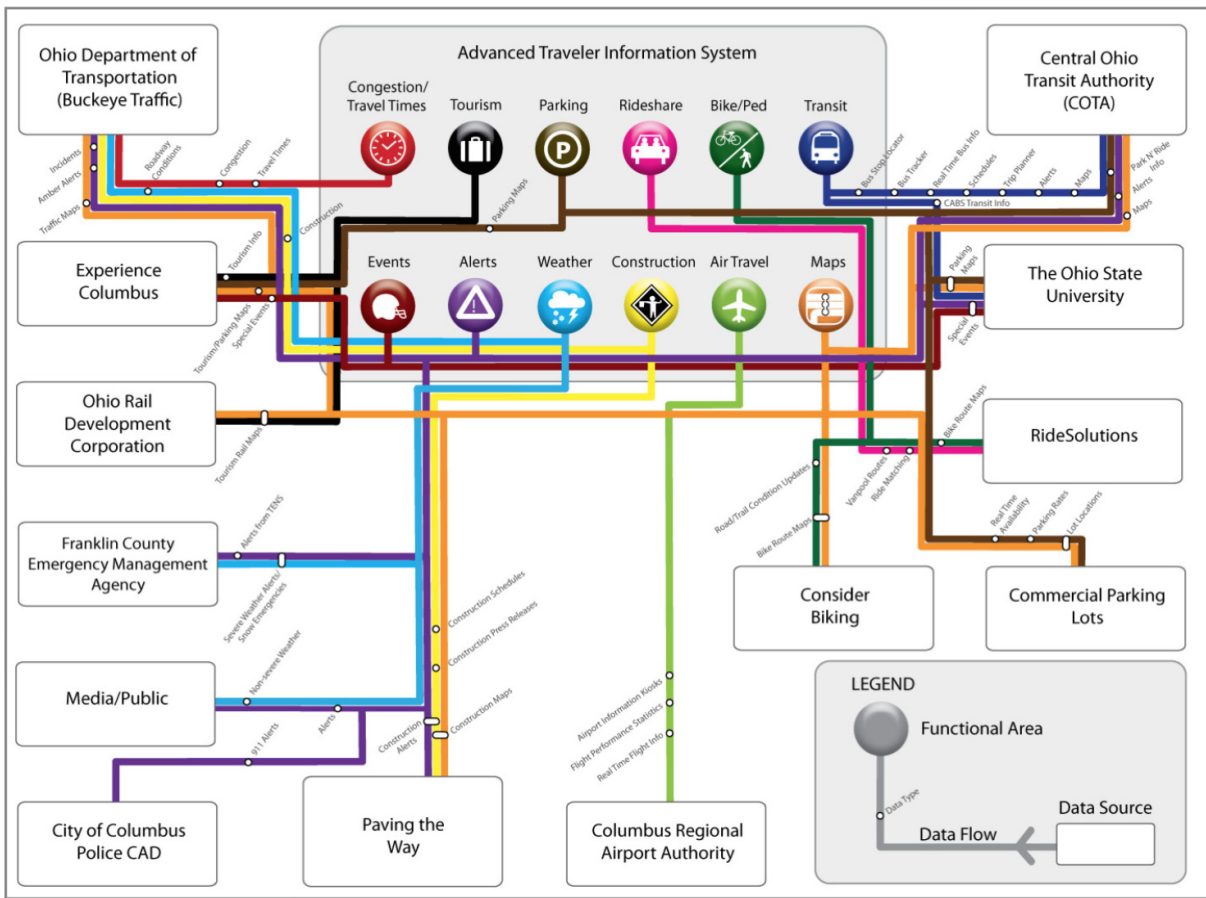 Ohio Department of
Transportation
(Buckeye Traffic)
Advanced Traveler Information System
Central Ohio
Transit Authority
(COTA)
Congestion/
Travel Times
Tourism
Parking
Rideshare
Bike/Ped
Transit
P
Incidents
Amber Alerts
Traffic Maps
Roadway
Conditions
Congestion
Travel Times
Construction
Parking Maps
Bus Stop Locator
Bus Tracker
Real Time Bus Info
Schedules
Trip Planner
Alerts
Maps
CABS Transit Info
Park N' Ride
Info
Alerts
Maps
Experience
Columbus
Tourism Info
Tourism/Parking Maps
Special Events
Events
Alerts
Weather
Construction
Air Travel
Maps
Parking
Maps
The Ohio State
University
Special
Events
Ohio Rail
Development
Corporation
Tourism Rail Maps
RideSolutions
Bike Route Maps
Vanpool Routes
Ride Matching
Road/Trail Condition Updates
Bike Route Maps
Real Time
Availability
Parking Rates
Lot Locations
Franklin County
Emergency Management
Agency
Alerts from TENS
Severe Weather Alerts/
Snow Emergencies
Consider
Biking
Commercial Parking
Lots
Construction Schedules
Construction Press Releases
Construction Maps
Construction
Alerts
Media/Public
Non-severe Weather
Alerts
911 Alerts
Airport Information Kiosks
Flight Performance Statistics
Real Time Flight Info
City of Columbus
Police CAD
Paving the
Way
Columbus Regional
Airport Authority
LEGEND
Functional Area
Data Type
Data Flow
Data Source